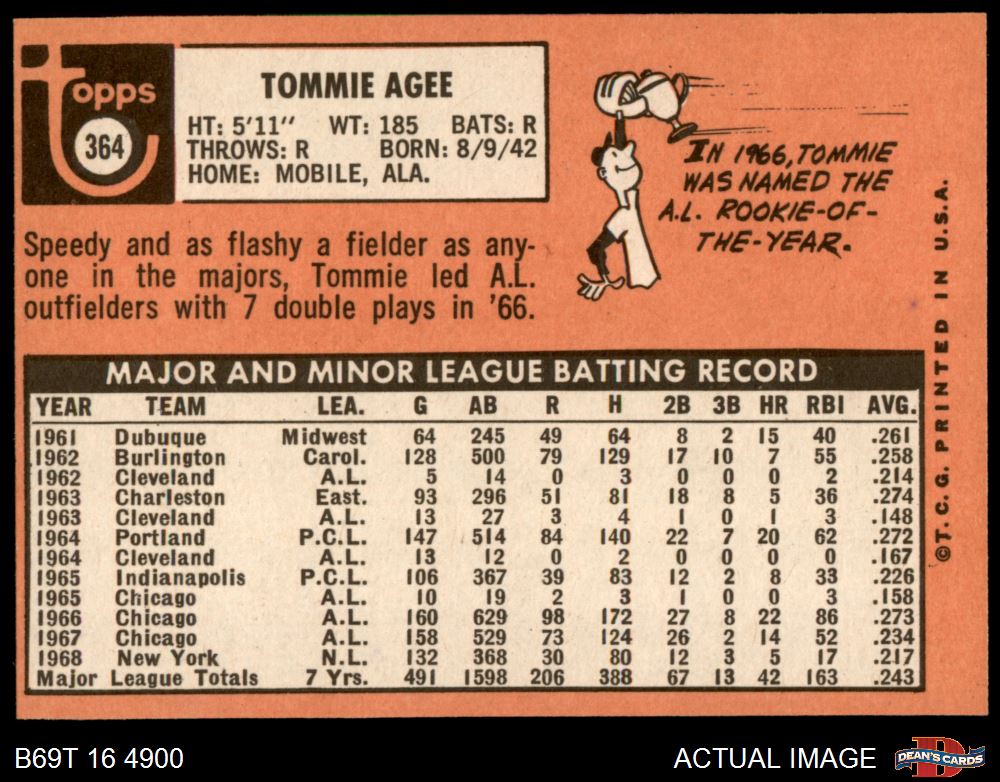 topps
364
TOMMIE AGEE
HT: 5'11" WT: 185 BATS: R
THROWS: R BORN: 8/9/42
HOME: MOBILE, ALA.
Speedy and as flashy a fielder as any-
one in the majors, Tommie led A.L.
outfielders with 7 double plays in '66.
IN 1966, TOMMIE
WAS NAMED THE
A.L. ROOKIE-OF-
THE-YEAR.
MAJOR AND MINOR LEAGUE BATTING RECORD
YEAR TEAM LEA. G AB R H 2B 3B HR RBI AVG.
1961 Dubuque Midwest 64 245 49 64 8 2 15 40 .261
1962 Burlington Carol. 128 500 79 129 17 10 7 55 .258
1962 Cleveland A.L. 5 14 0 3 0 0 0 2 .214
1963 Charleston East. 93 296 51 81 18 8 5 36 .274
1963 Cleveland A.L. 13 27 3 4 1 0 1 3 .148
1964 Portland P.C.L. 147 514 84 140 22 7 20 62 .272
1964 Cleveland A.L. 13 12 0 2 0 0 0 0 .167
1965 Indianapolis P.C.L. 106 367 39 83 12 2 8 33 .226
1965 Chicago A.L. 10 19 2 3 1 0 0 3 .158
1966 Chicago A.L. 160 629 98 172 27 8 22 86 .273
1967 Chicago A.L. 158 529 73 124 26 2 14 52 .234
1968 New York N.L. 132 368 30 80 12 3 5 17 .217
Major League Totals 7 Yrs. 491 1598 206 388 67 13 42 163 .243
©T. C. G. PRINTED IN U.S.A.
B69T 16 4900
ACTUAL IMAGE
D
DEAN'S CARDS